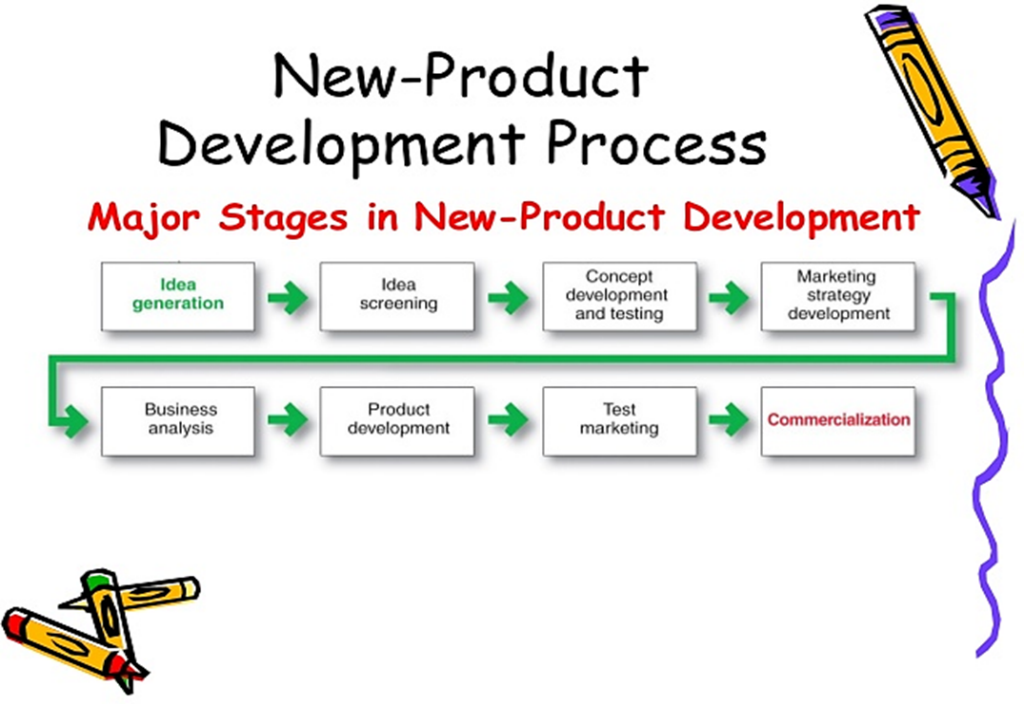 New-Product
Development Process
Major Stages in New-Product Development
Idea
generation
Idea
screening
Concept
development
and testing
Marketing
strategy
development
Business
analysis
Product
development
Test
marketing
Commercialization